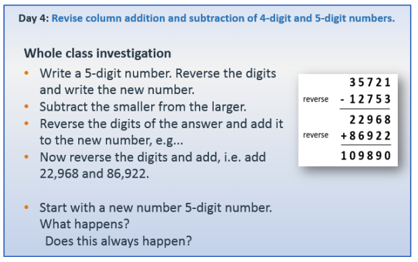 Day 4: Revise column addition and subtraction of 4-digit and 5-digit numbers.
Whole class investigation
• Write a 5-digit number. Reverse the digits
and write the new number.
• Subtract the smaller from the larger.
• Reverse the digits of the answer and add it
to the new number, e.g...
• Now reverse the digits and add, i.e. add
22,968 and 86,922.
• Start with a new number 5-digit number.
What happens?
Does this always happen?
35721
reverse - 12753
22968
reverse +86922
109890